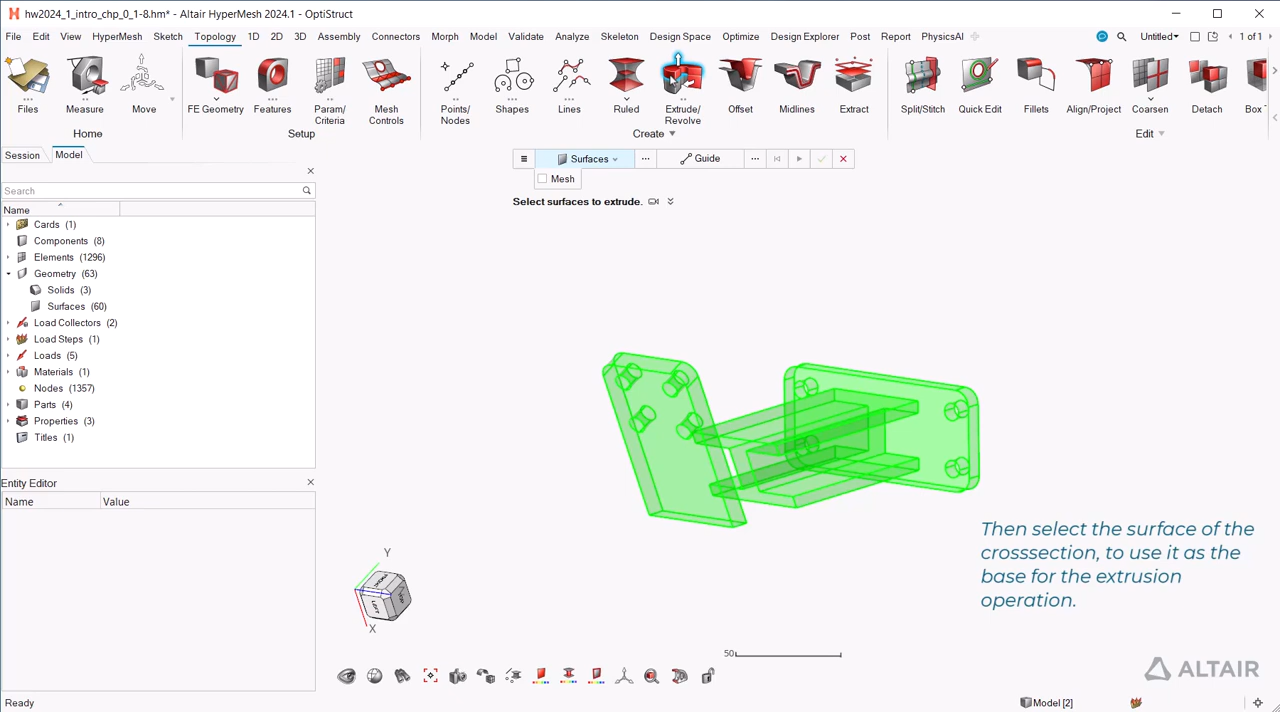 hw2024_1_intro_chp_0_1-8.hm* - Altair HyperMesh 2024.1 - OptiStruct
File Edit View HyperMesh Sketch Topology 1D 2D 3D Assembly Connectors Morph Model Validate Analyze Skeleton Design Space Optimize Design Explorer Post Report PhysicsAI Untitled 1 of 1
Files Measure Move FE Geometry Features Param/ Criteria Mesh Controls Points/ Nodes Shapes Lines Ruled Extrude/ Revolve Offset Midlines Extract Split/Stitch Quick Edit Fillets Align/Project Coarsen Detach Box
Home Setup Create Edit
Session Model
Surfaces Guide
Mesh
Select surfaces to extrude.
Search
Name
Cards (1)
Components (8)
Elements (1296)
Geometry (63)
Solids (3)
Surfaces (60)
Load Collectors (2)
Load Steps (1)
Loads (5)
Materials (1)
Nodes (1357)
Parts (4)
Properties (3)
Titles (1)
Entity Editor
Name Value
Then select the surface of the
crosssection, to use it as the
base for the extrusion
operation.
Y
LEFT
X
50
ALTAIR
Ready
Model [2]